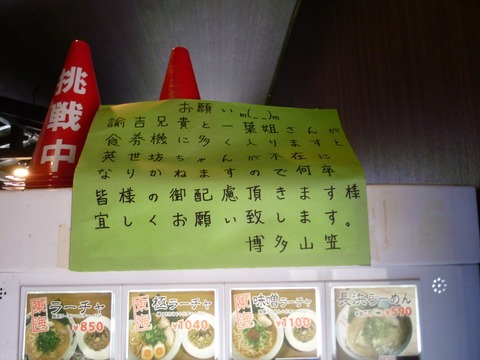 挑戦中
お願いm(__)m
諭吉兄貴と一葉姐さんが
食券機に多く入りますと
英世坊ちゃんが不在に
なりかねますので何卒
皆様の御配慮頂きます様
宜しくお願い致します。
博多山笠
ラーチャ
¥850
極ラーチャ
¥1040
味噌ラーチャ
¥1100
長浜らーめん
¥590